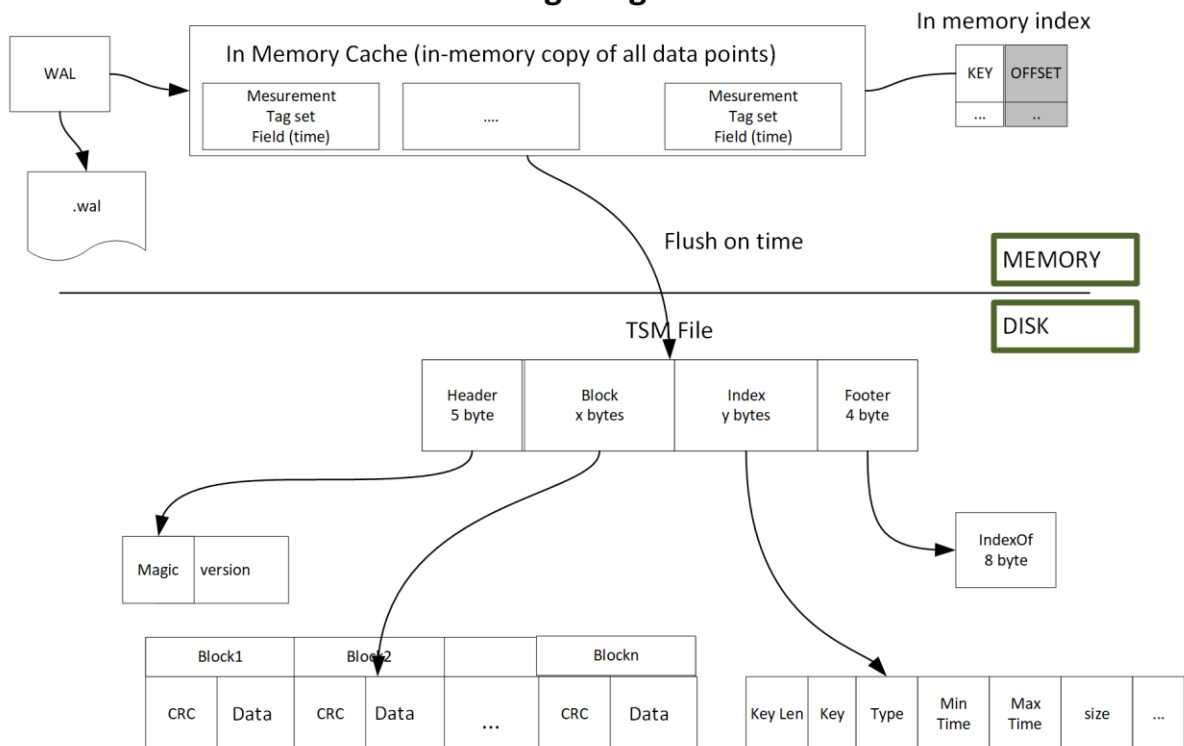 In memory index
In Memory Cache (in-memory copy of all data points)
WAL
KEY
OFFSET
Mesurement
Tag set
Field (time)
....
Mesurement
Tag set
Field (time)
...
..
.wal
Flush on time
MEMORY
DISK
TSM File
Header
5 byte
Block
x bytes
Index
y bytes
Footer
4 byte
Magic
version
IndexOf
8 byte
Block1
Block2
Blockn
CRC
Data
CRC
Data
...
CRC
Data
Key Len
Key
Type
Min
Time
Max
Time
size
...